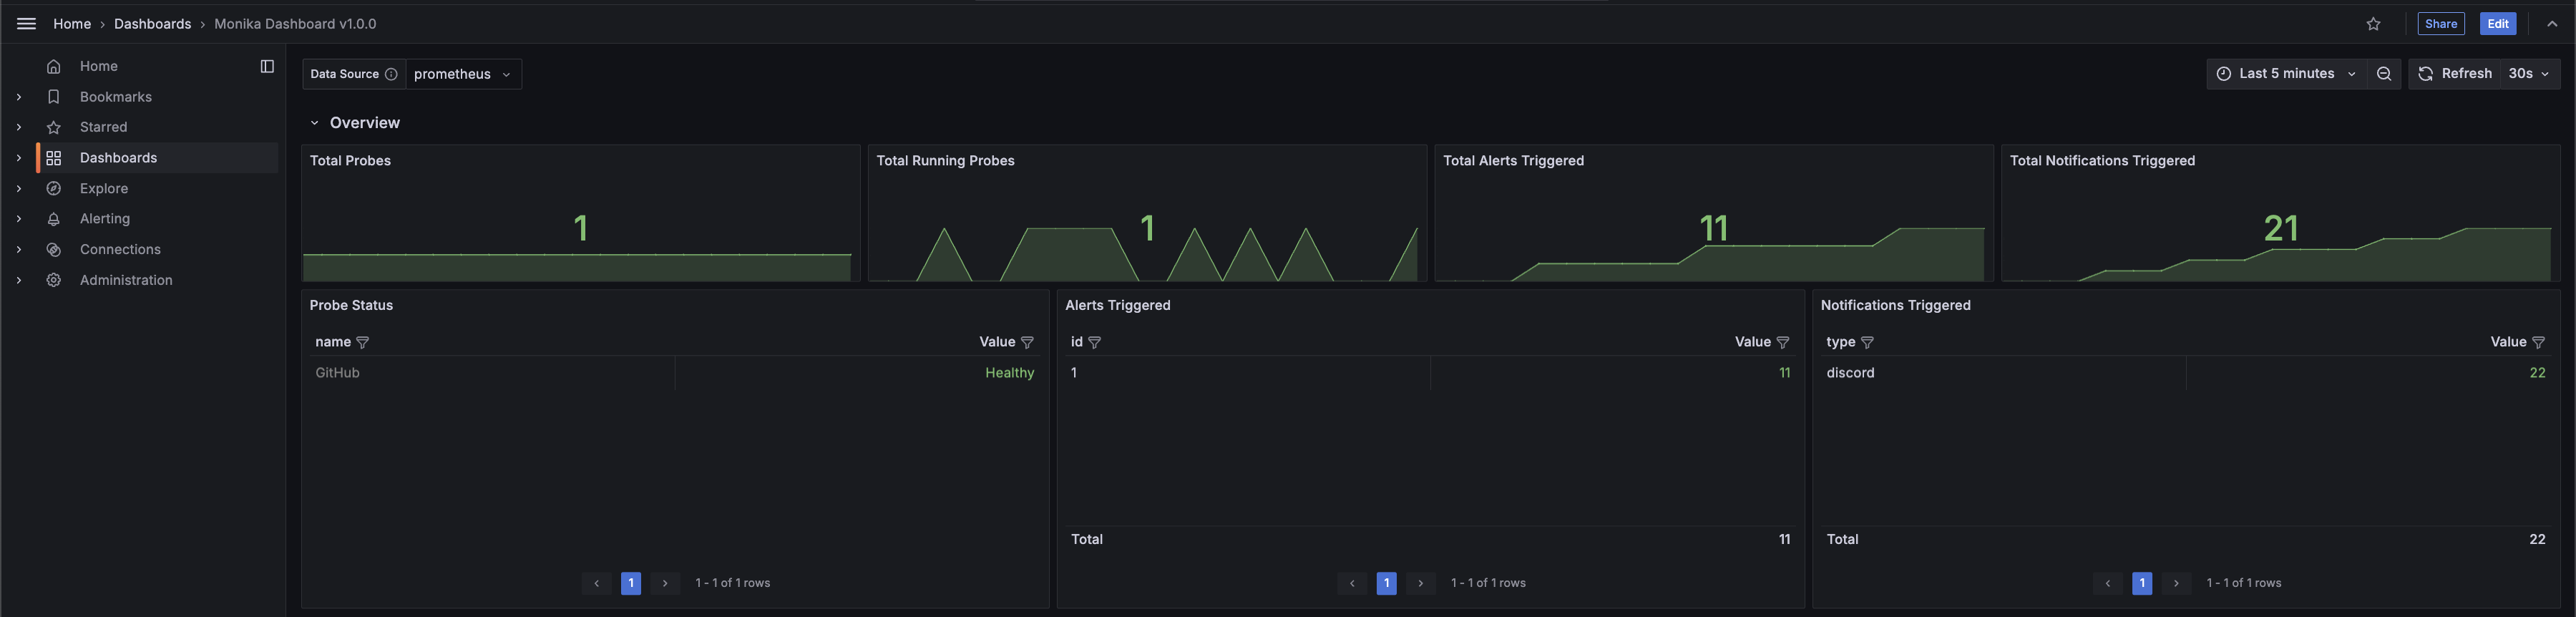 Home › Dashboards › Monika Dashboard v1.0.0
Share
Edit
Home
Bookmarks
Starred
Dashboards
Explore
Alerting
Connections
Administration
Data Source prometheus
Last 5 minutes
Refresh 30s
Overview
Total Probes
1
Total Running Probes
1
Total Alerts Triggered
11
Total Notifications Triggered
21
Probe Status
name Value
GitHub Healthy
1
1 - 1 of 1 rows
Alerts Triggered
id Value
1 11
Total 11
1
1 - 1 of 1 rows
Notifications Triggered
type Value
discord 22
Total 22
1
1 - 1 of 1 rows